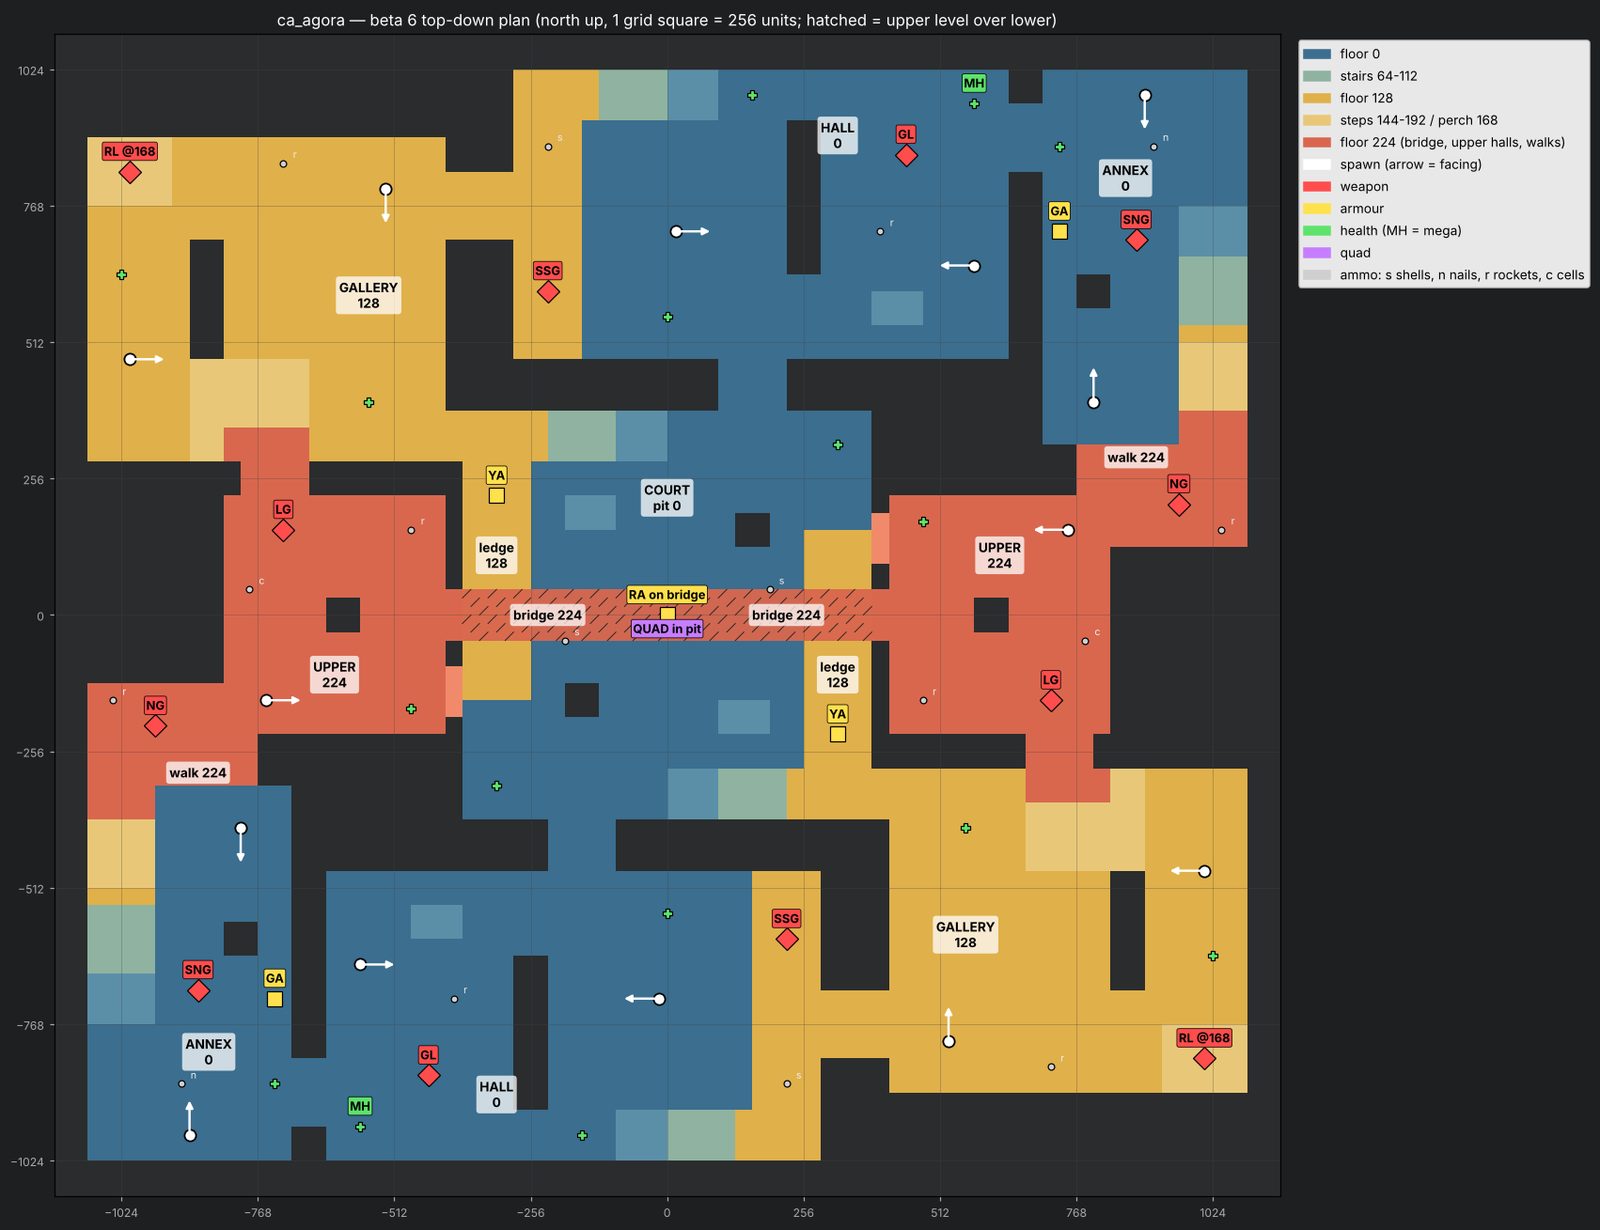 ca_agora — beta 6 top-down plan (north up, 1 grid square = 256 units; hatched = upper level over lower)
floor 0
stairs 64-112
floor 128
steps 144-192 / perch 168
floor 224 (bridge, upper halls, walks)
spawn (arrow = facing)
weapon
armour
health (MH = mega)
quad
ammo: s shells, n nails, r rockets, c cells
1024
768
512
256
0
−256
−512
−768
−1024
−1024
−768
−512
−256
0
256
512
768
1024
MH
HALL
0
GL
s
n
RL @168
r
ANNEX
0
GA
SNG
r
SSG
GALLERY
128
walk 224
YA
NG
COURT
pit 0
LG
r
r
ledge
128
UPPER
224
c
s
RA on bridge
bridge 224
bridge 224
QUAD in pit
s
c
UPPER
224
ledge
128
LG
r
r
NG
YA
walk 224
SSG
GALLERY
128
SNG
GA
r
ANNEX
0
RL @168
GL
r
n
s
HALL
0
MH